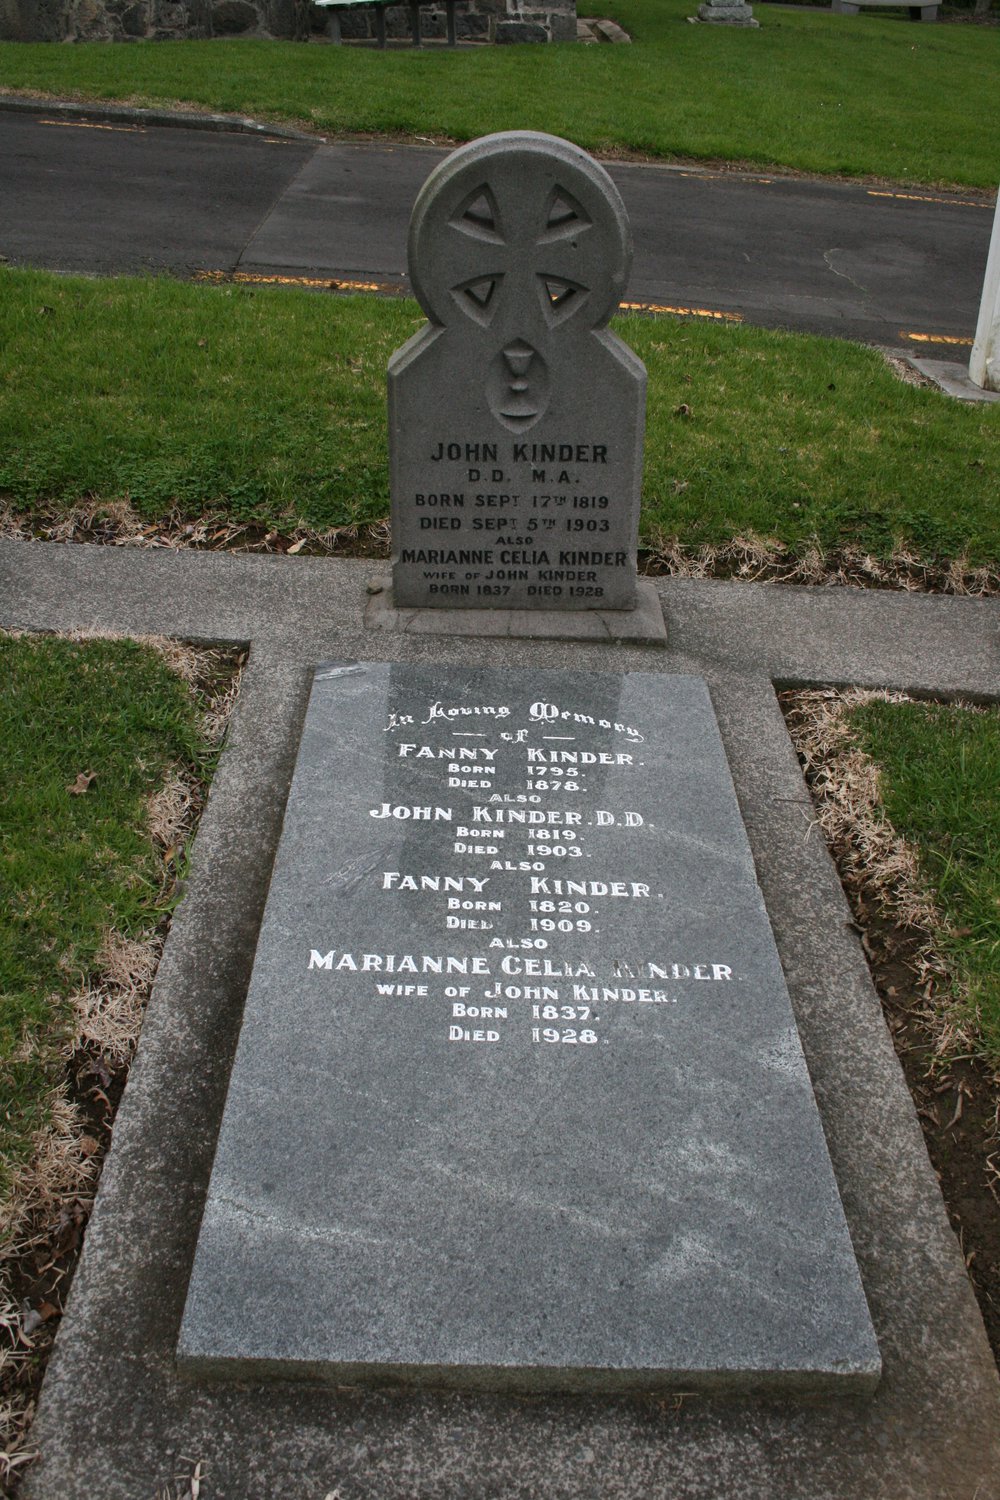 JOHN KINDER
D.D. M.A.
BORN SEPT 17TH 1819
DIED SEPT 5TH 1903
ALSO
MARIANNE CELIA KINDER
WIFE OF JOHN KINDER
BORN 1837 DIED 1928
In Loving Memory
— of —
FANNY KINDER.
BORN 1795.
DIED 1878.
ALSO
JOHN KINDER. D.D.
BORN 1819.
DIED 1903.
ALSO
FANNY KINDER.
BORN 1820.
DIED 1909.
ALSO
MARIANNE CELIA KINDER
WIFE OF JOHN KINDER.
BORN 1837.
DIED 1928.